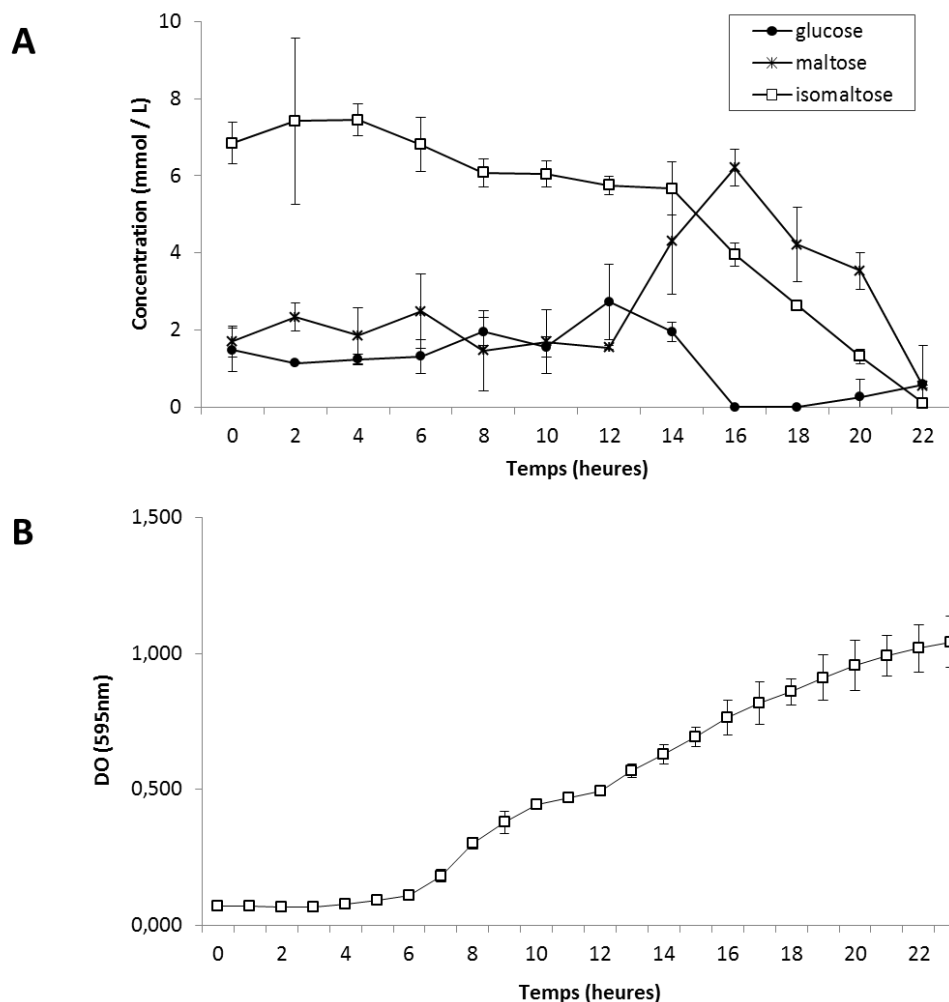 A
glucose
maltose
isomaltose
Concentration (mmol / L)
10
8
6
4
2
0
0 2 4 6 8 10 12 14 16 18 20 22
Temps (heures)
B
DO (595nm)
1,500
1,000
0,500
0,000
0 2 4 6 8 10 12 14 16 18 20 22
Temps (heures)